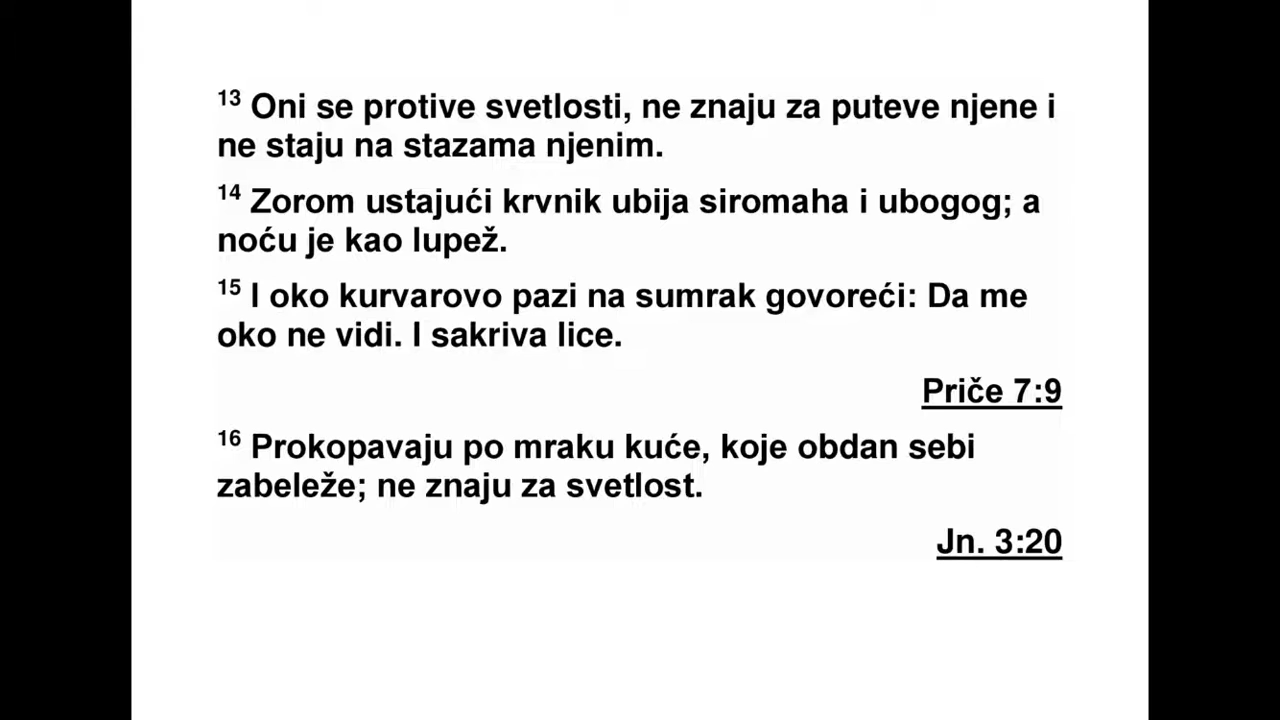 13 Oni se protive svetlosti, ne znaju za puteve njene i
ne staju na stazama njenim.
14 Zorom ustajući krvnik ubija siromaha i ubogog; a
noću je kao lupež.
15 I oko kurvarovo pazi na sumrak govoreći: Da me
oko ne vidi. I sakriva lice.
Priče 7:9
16 Prokopavaju po mraku kuće, koje obdan sebi
zabeleže; ne znaju za svetlost.
Jn. 3:20